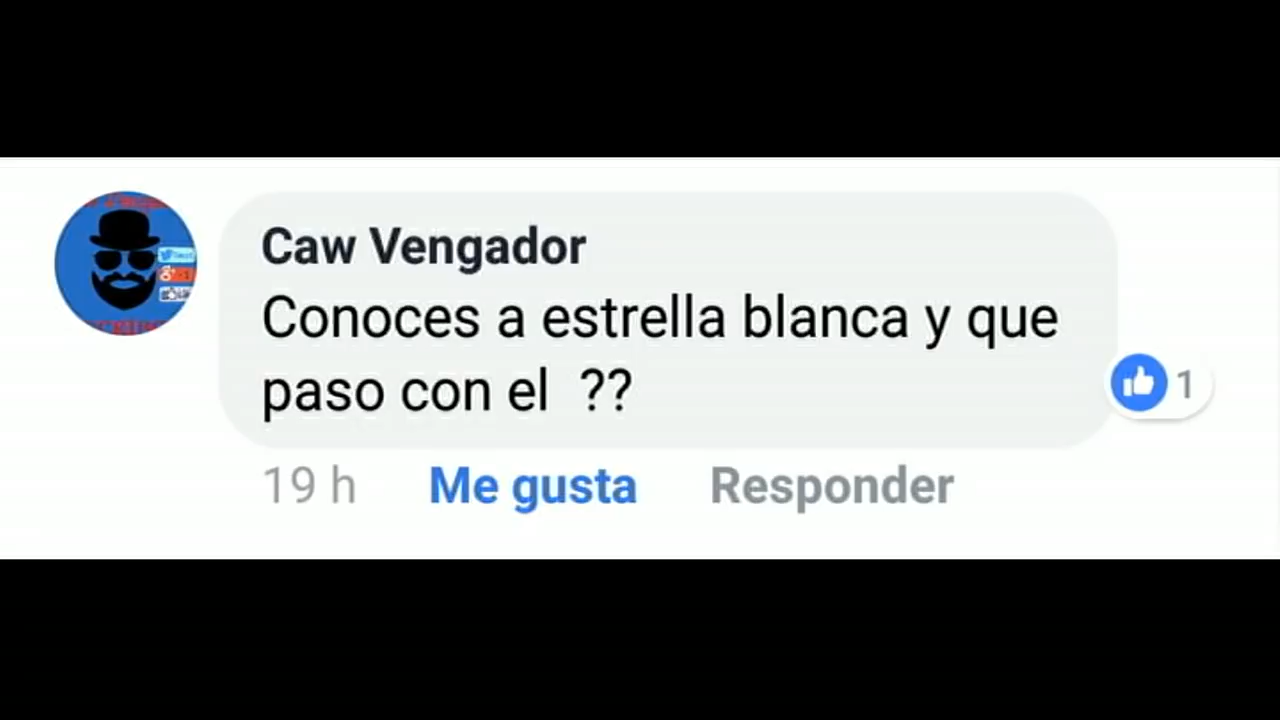 Caw Vengador
Conoces a estrella blanca y que
paso con el ??
1
19 h Me gusta Responder